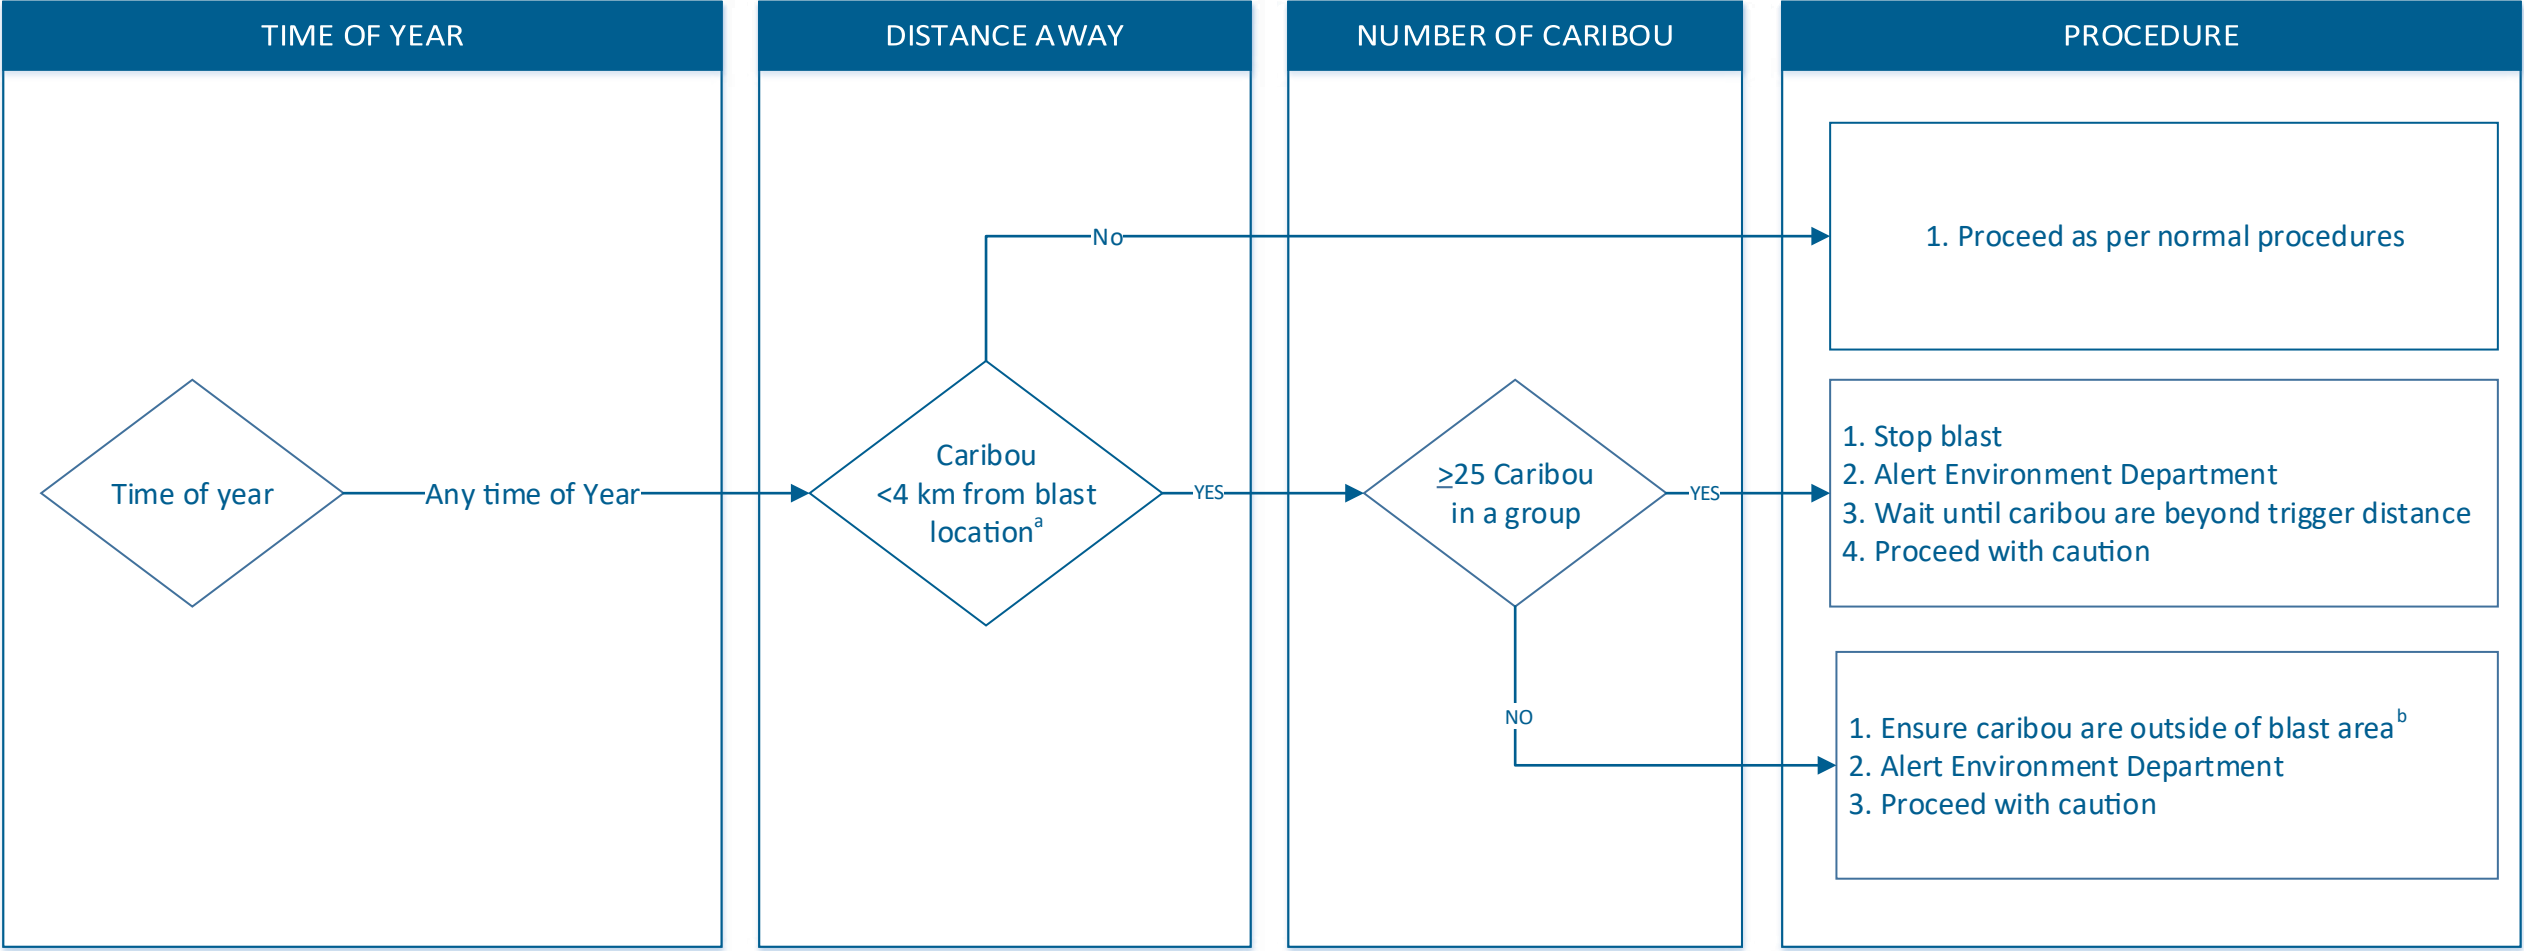 TIME OF YEAR
DISTANCE AWAY
NUMBER OF CARIBOU
PROCEDURE
Time of year
Any time of Year
Caribou
<4 km from blast
locationᵃ
No
YES
≥25 Caribou
in a group
YES
NO
1. Proceed as per normal procedures
1. Stop blast
2. Alert Environment Department
3. Wait until caribou are beyond trigger distance
4. Proceed with caution
1. Ensure caribou are outside of blast areaᵇ
2. Alert Environment Department
3. Proceed with caution